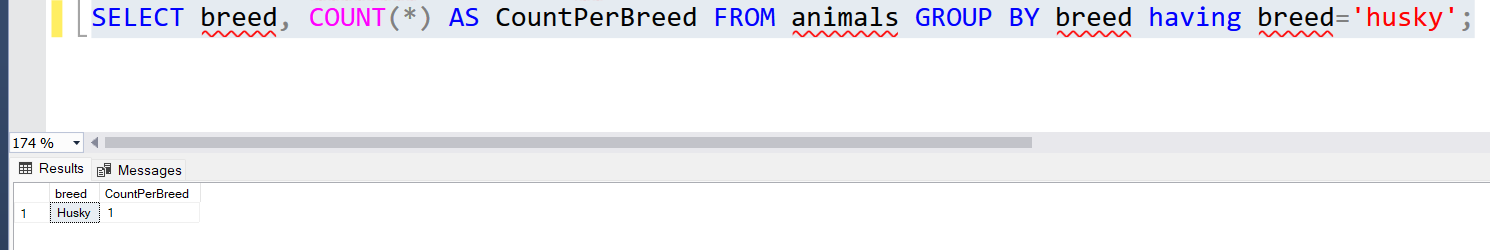 SELECT breed, COUNT(*) AS CountPerBreed FROM animals GROUP BY breed having breed='husky';
174 %
Results Messages
breed CountPerBreed
1 Husky 1